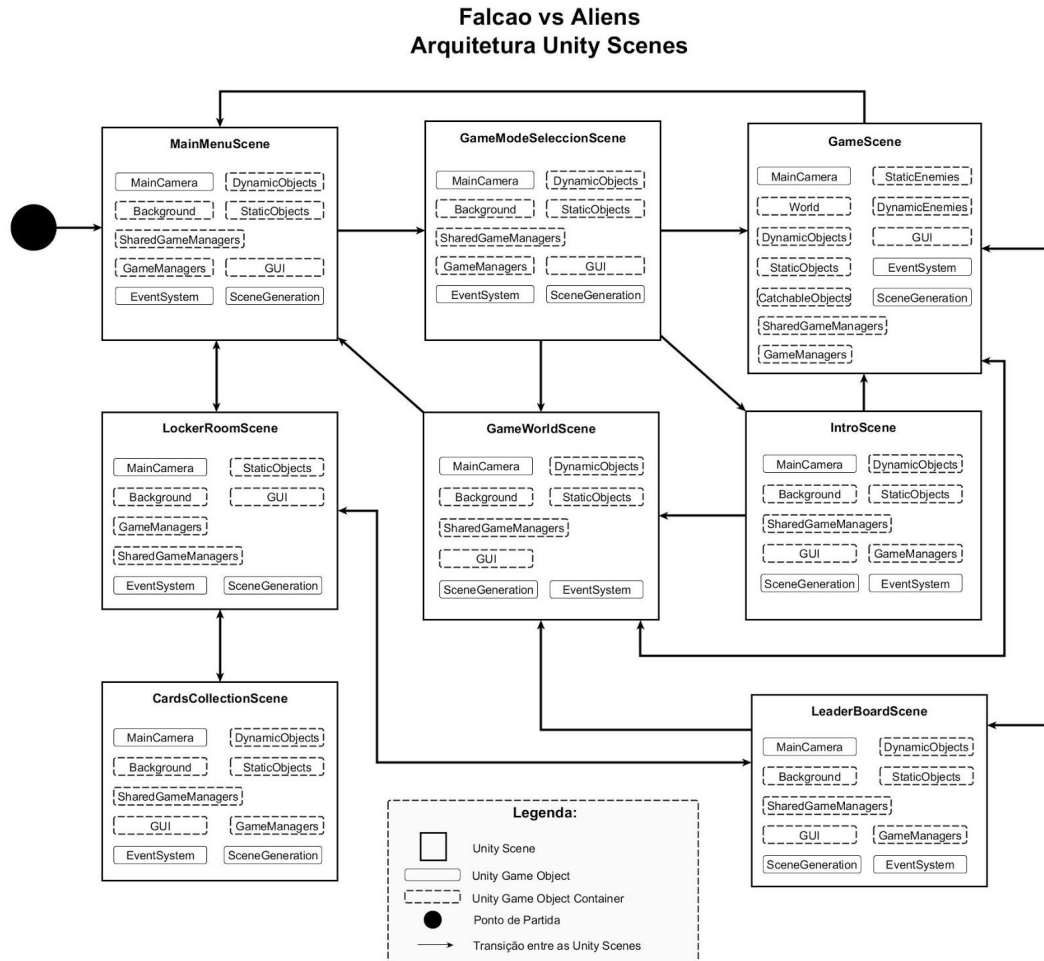 Falcao vs Aliens
Arquitetura Unity Scenes
MainMenuScene
MainCamera DynamicObjects
Background StaticObjects
SharedGameManagers
GameManagers GUI
EventSystem SceneGeneration
GameModeSeleccionScene
MainCamera DynamicObjects
Background StaticObjects
SharedGameManagers
GameManagers GUI
EventSystem SceneGeneration
GameScene
MainCamera StaticEnemies
World DynamicEnemies
DynamicObjects GUI
StaticObjects EventSystem
CatchableObjects SceneGeneration
SharedGameManagers
GameManagers
LockerRoomScene
MainCamera StaticObjects
Background GUI
GameManagers
SharedGameManagers
EventSystem SceneGeneration
GameWorldScene
MainCamera DynamicObjects
Background StaticObjects
SharedGameManagers
GUI
SceneGeneration EventSystem
IntroScene
MainCamera DynamicObjects
Background StaticObjects
SharedGameManagers
GUI GameManagers
SceneGeneration EventSystem
CardsCollectionScene
MainCamera DynamicObjects
Background StaticObjects
SharedGameManagers
GUI GameManagers
EventSystem SceneGeneration
LeaderBoardScene
MainCamera DynamicObjects
Background StaticObjects
SharedGameManagers
GUI GameManagers
SceneGeneration EventSystem
Legenda:
Unity Scene
Unity Game Object
Unity Game Object Container
Ponto de Partida
Transição entre as Unity Scenes